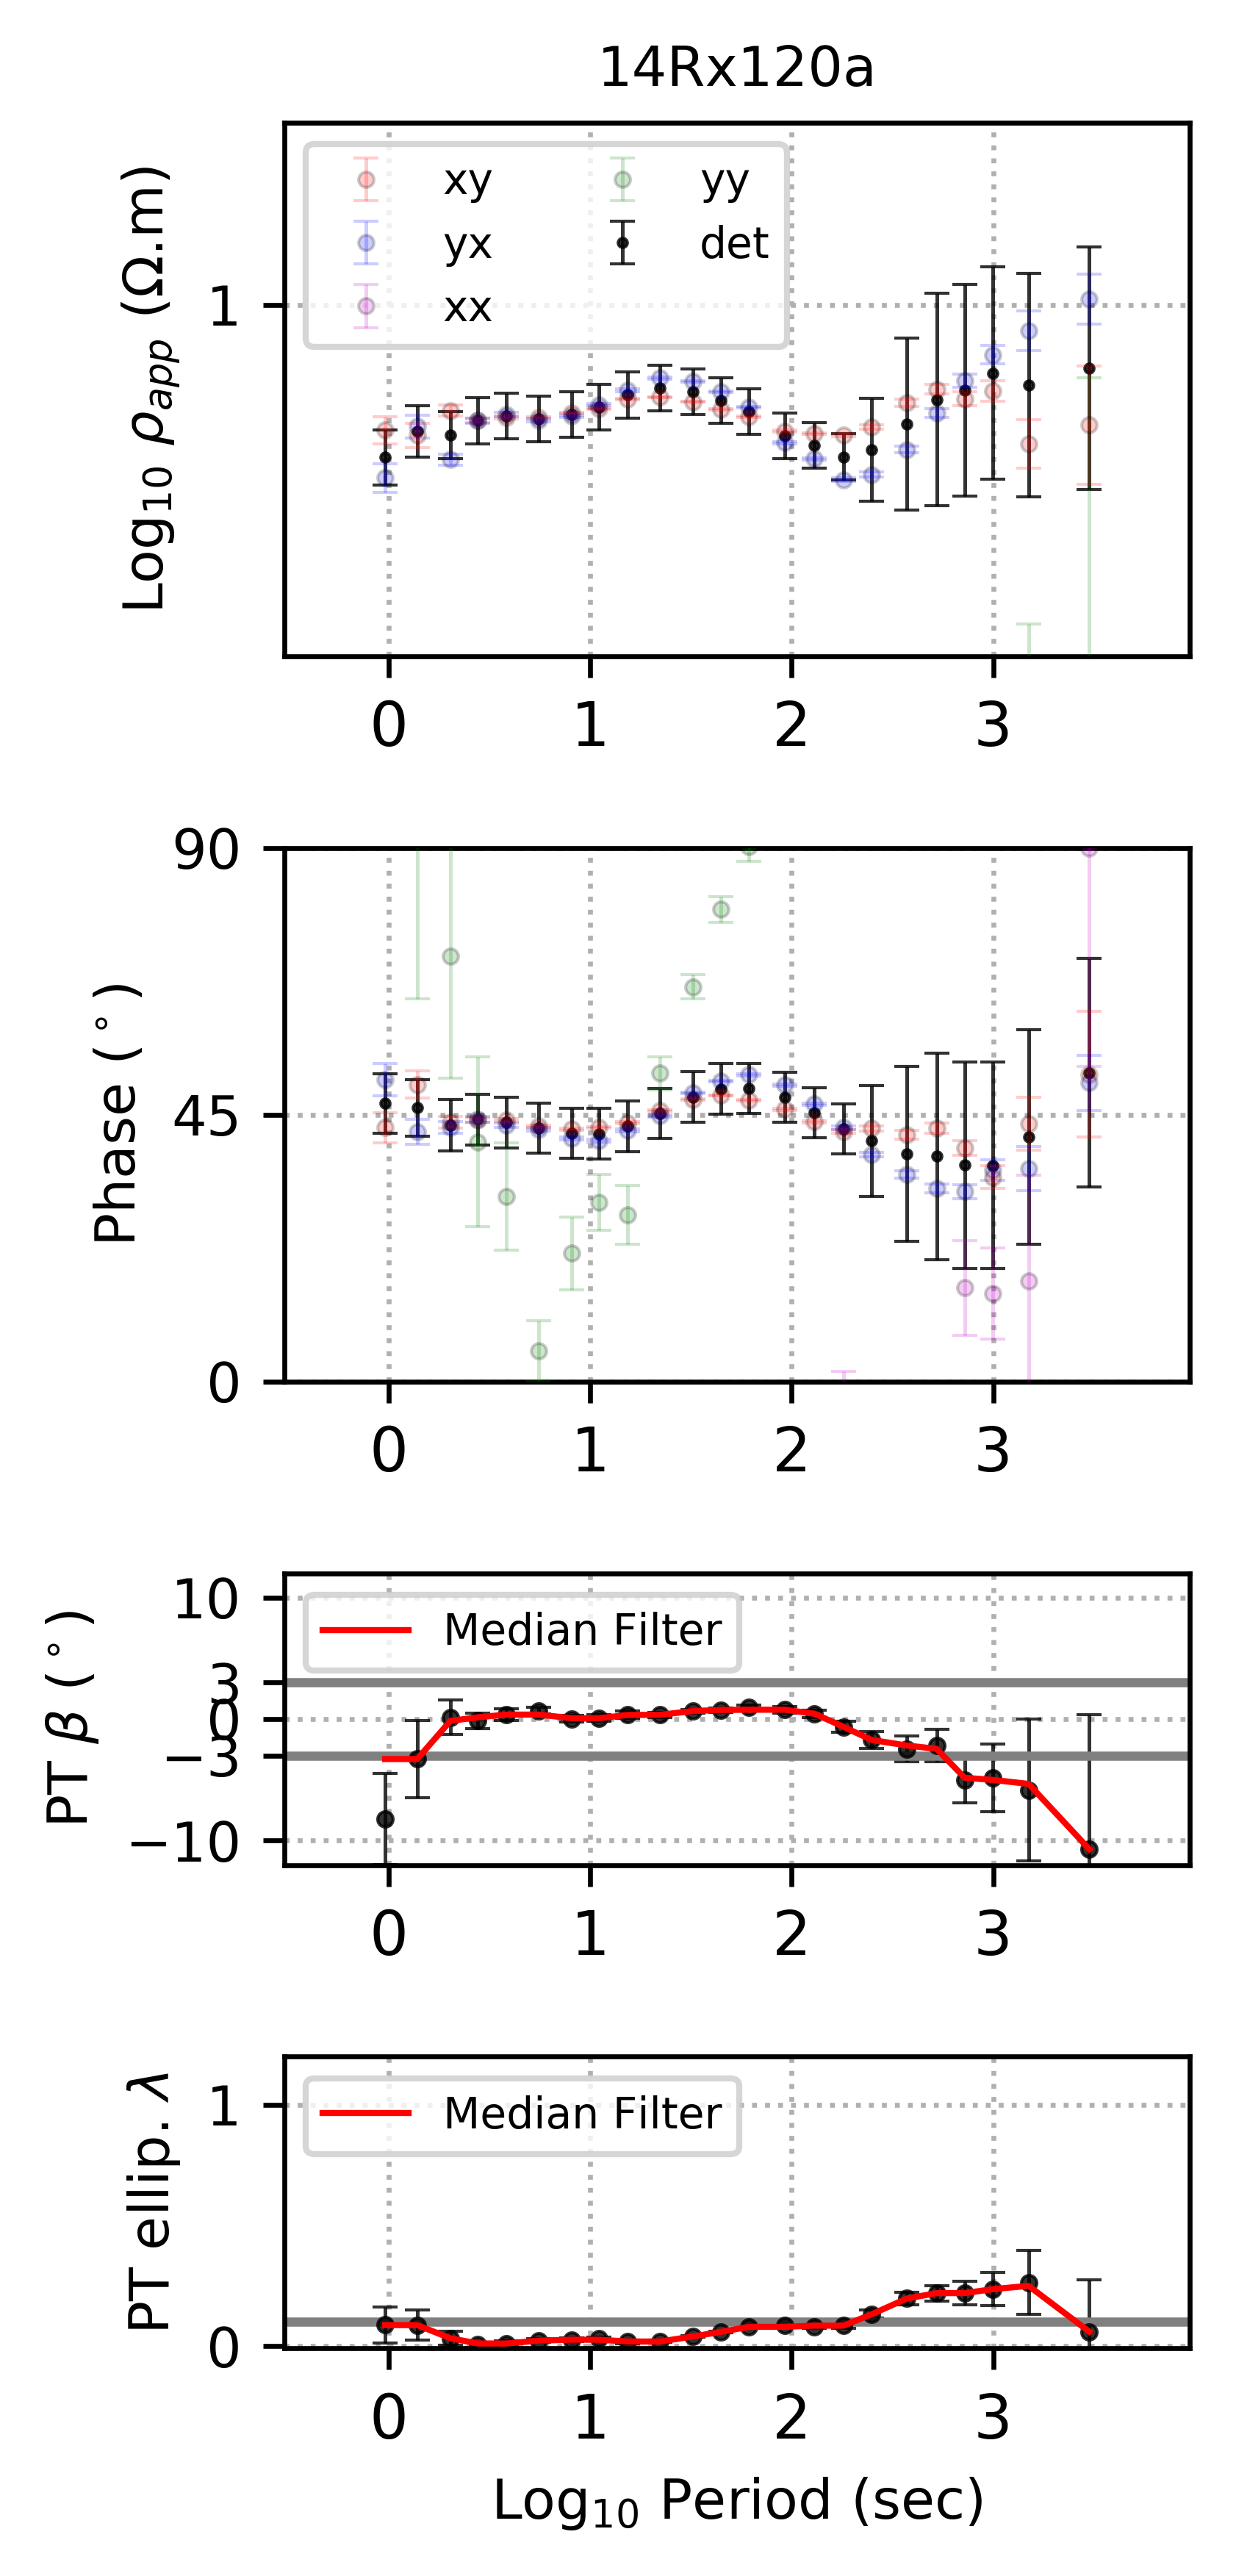 14Rx120a
Log₁₀ ρ_app (Ω.m)
xy yy
yx det
xx
1
0 1 2 3
Phase (°)
90
45
0
0 1 2 3
PT β (°)
Median Filter
10
3
0
−3
−10
0 1 2 3
PT ellip. λ
Median Filter
1
0
0 1 2 3
Log₁₀ Period (sec)